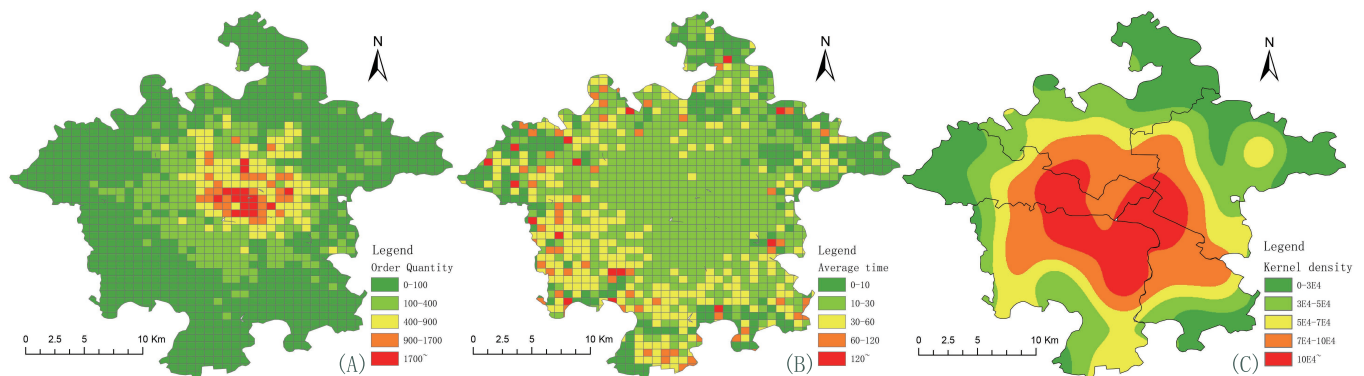 N
Legend
Order Quantity
0-100
100-400
400-900
900-1700
1700~
0 2.5 5 10 Km
(A)
N
Legend
Average time
0-10
10-30
30-60
60-120
120~
0 2.5 5 10 Km
(B)
N
Legend
Kernel density
0-3E4
3E4-5E4
5E4-7E4
7E4-10E4
10E4~
0 2.5 5 10 Km
(C)